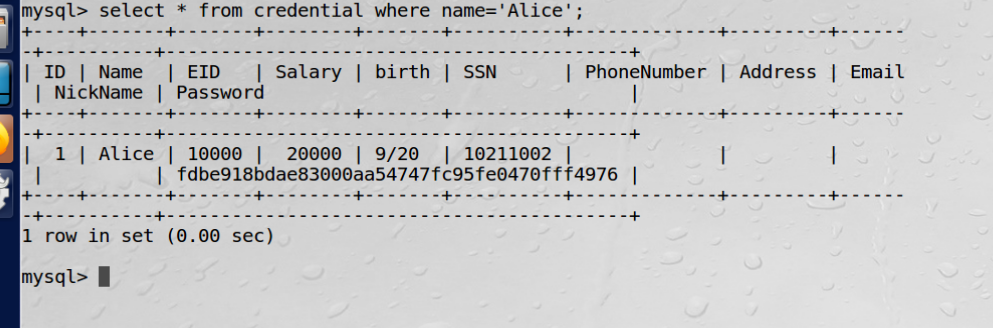 mysql> select * from credential where name='Alice';
+----+-------+-------+--------+-------+----------+-------------+---------+------
-+----------+------------------------------------------+
| ID | Name  | EID   | Salary | birth | SSN      | PhoneNumber | Address | Email
 | NickName | Password                                 |
+----+-------+-------+--------+-------+----------+-------------+---------+------
-+----------+------------------------------------------+
|  1 | Alice | 10000 |  20000 | 9/20  | 10211002 |             |         |
 |          | fdbe918bdae83000aa54747fc95fe0470fff4976 |
+----+-------+-------+--------+-------+----------+-------------+---------+------
-+----------+------------------------------------------+
1 row in set (0.00 sec)
mysql>